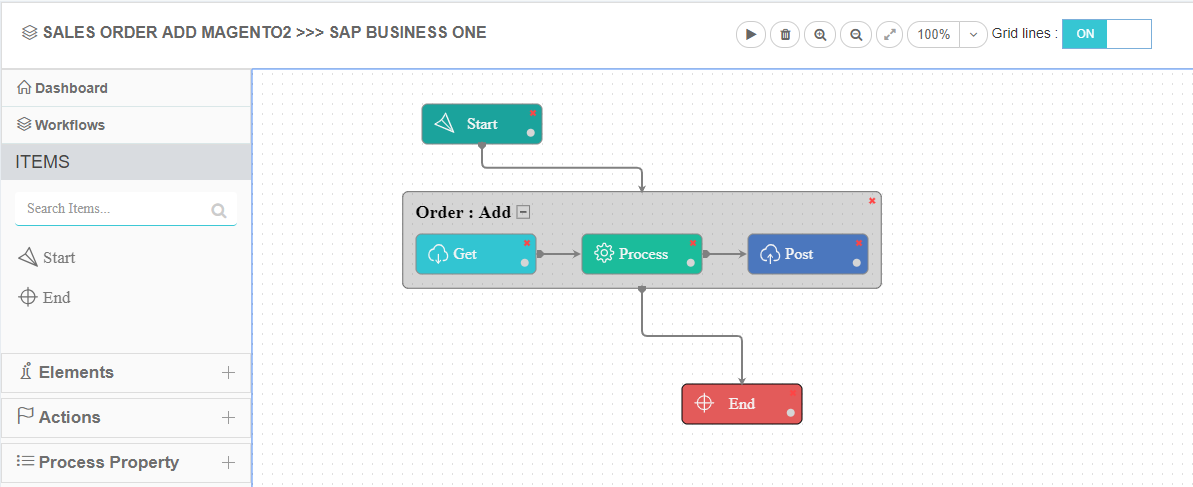 SALES ORDER ADD MAGENTO2 >>> SAP BUSINESS ONE
100%
Grid lines :
ON
Dashboard
Workflows
ITEMS
Search Items...
Start
End
Elements
Actions
Process Property
Start
Order : Add
Get
Process
Post
End